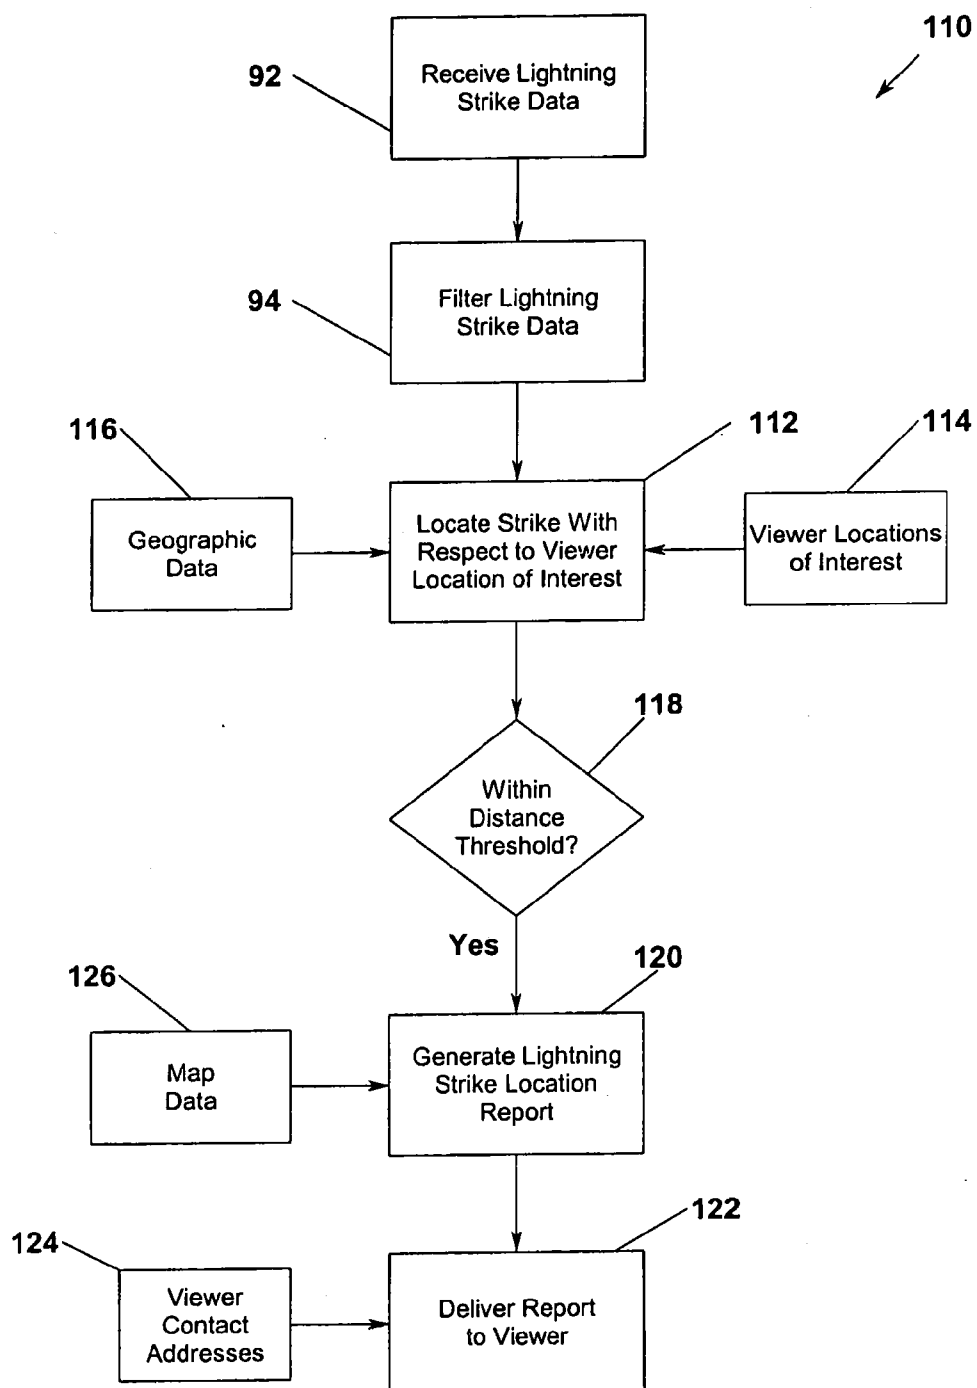 110
92
Receive Lightning
Strike Data
94
Filter Lightning
Strike Data
116
112
114
Geographic
Data
Locate Strike With
Respect to Viewer
Location of Interest
Viewer Locations
of Interest
118
Within
Distance
Threshold?
Yes
120
126
Map
Data
Generate Lightning
Strike Location
Report
122
124
Viewer
Contact
Addresses
Deliver Report
to Viewer